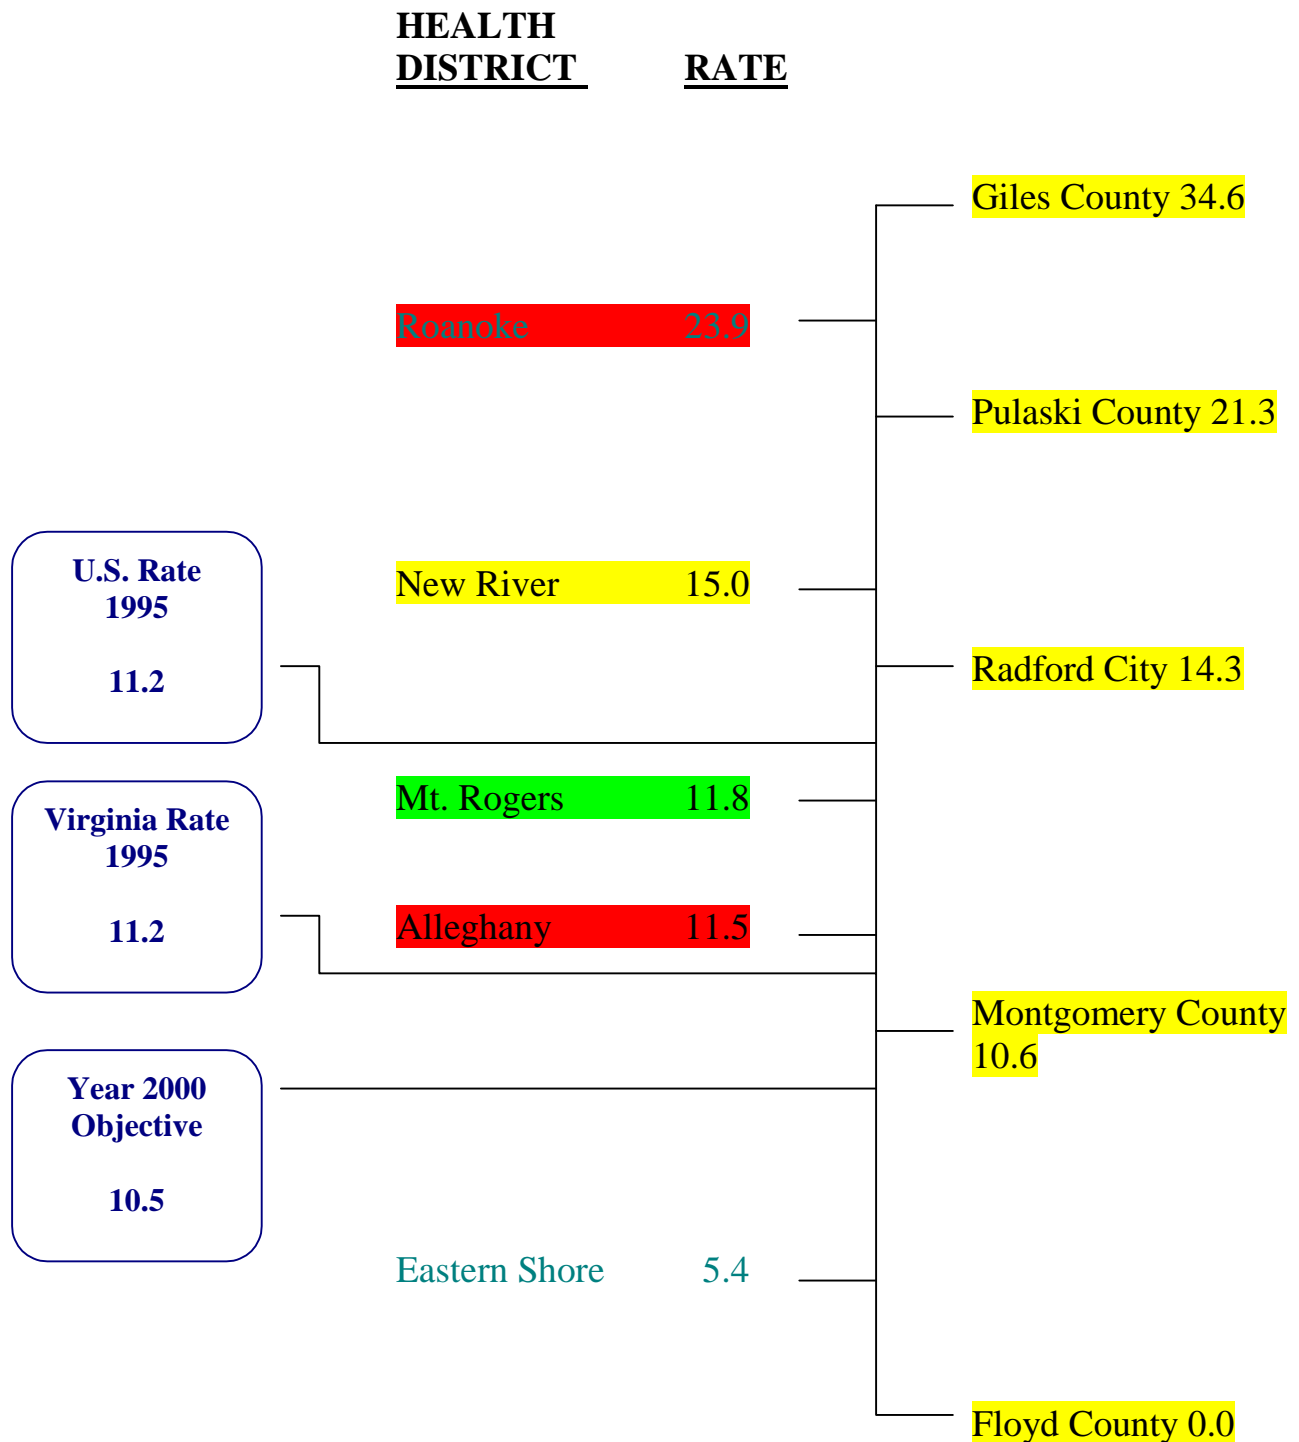 HEALTH
DISTRICT RATE
Giles County 34.6
Roanoke 23.9
Pulaski County 21.3
U.S. Rate
1995
11.2
New River 15.0
Radford City 14.3
Virginia Rate
1995
11.2
Mt. Rogers 11.8
Alleghany 11.5
Montgomery County
10.6
Year 2000
Objective
10.5
Eastern Shore 5.4
Floyd County 0.0